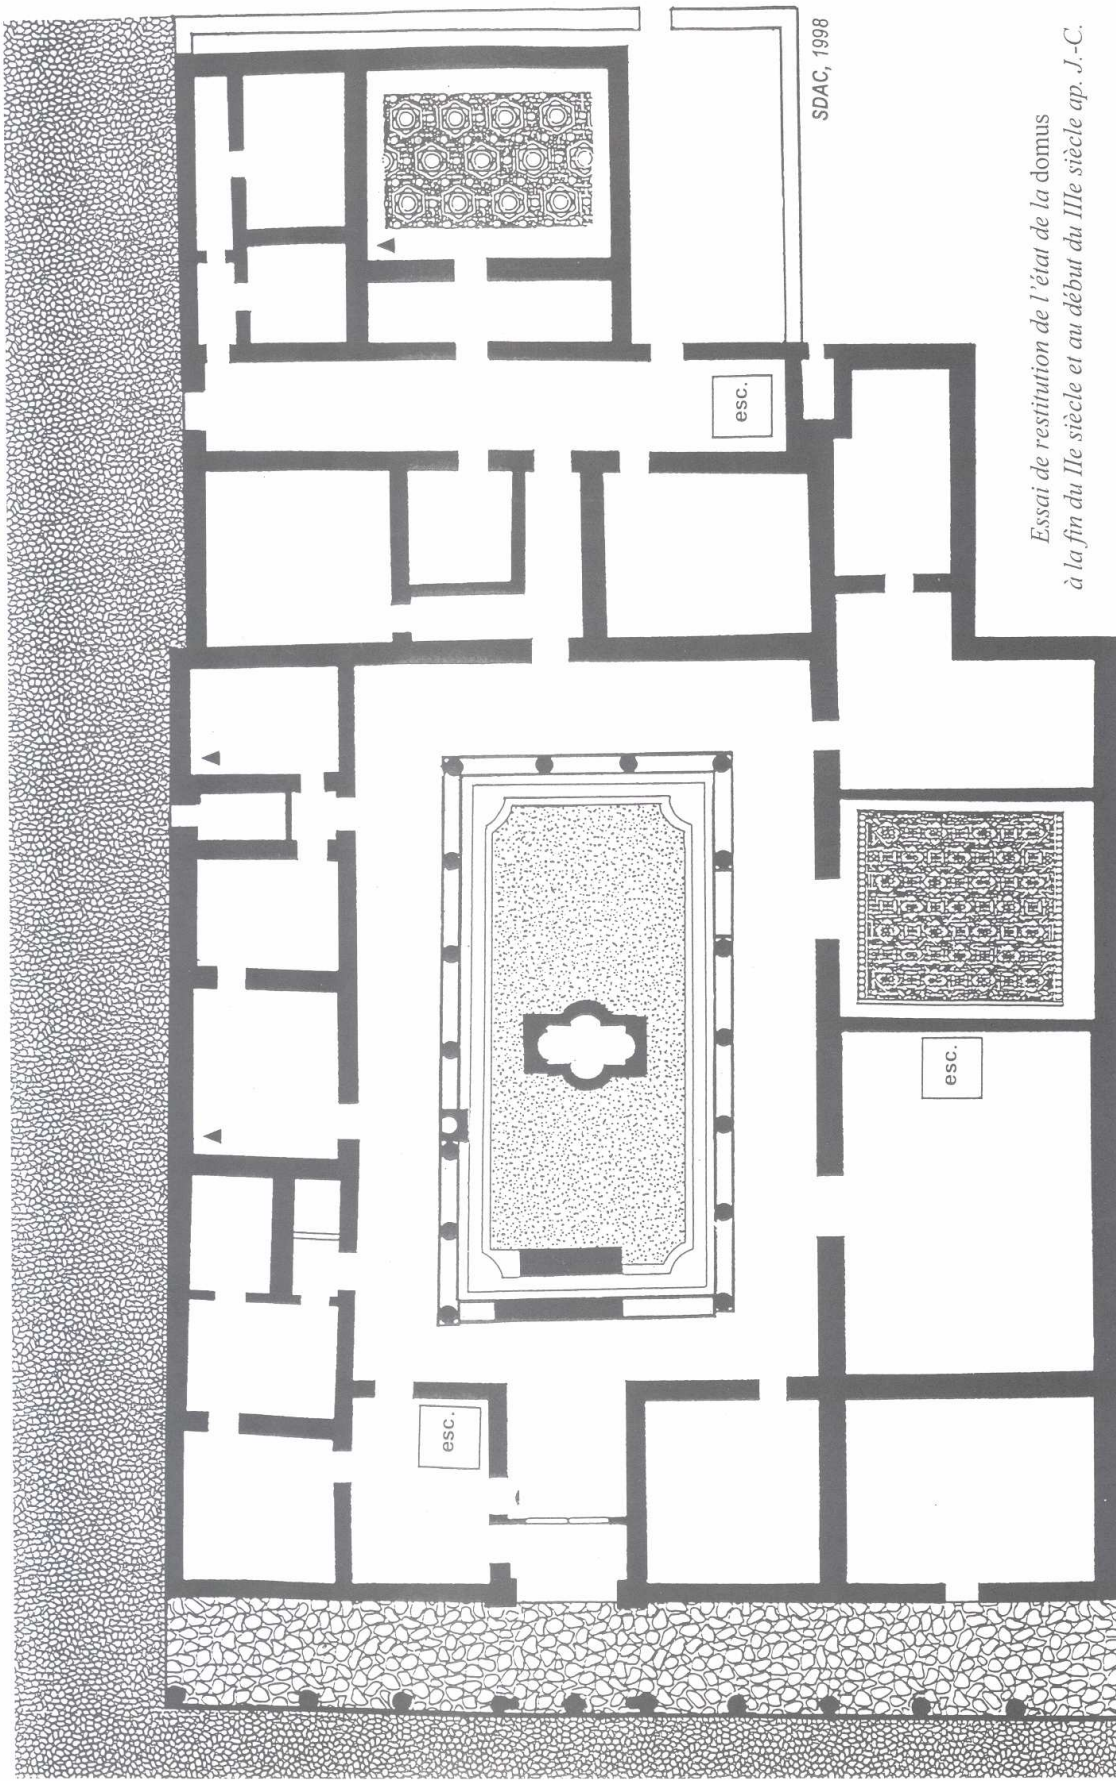 SDAC, 1998
esc.
esc.
esc.
Essai de restitution de l'état de la domus
à la fin du IIe siècle et au début du IIIe siècle ap. J.-C.